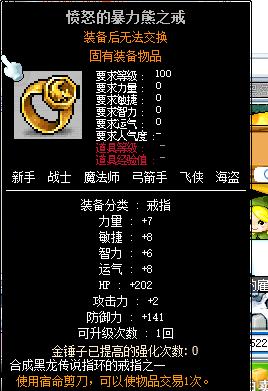 愤怒的暴力熊之戒
装备后无法交换
固有装备物品
要求等级 : 100
要求力量 : 0
要求敏捷 : 0
要求智力 : 0
要求运气 : 0
要求人气度 : -
道具等级 : -
道具经验值 : -
新手 战士 魔法师 弓箭手 飞侠 海盗
装备分类 : 戒指
力量 : +7
敏捷 : +8
智力 : +6
运气 : +8
HP : +202
攻击力 : +2
防御力 : +141
可升级次数 : 1回
金锤子已提高的强化次数: 0
合成黑龙传说指环的戒指之一
使用宿命剪刀，可以使物品交易1次。
522